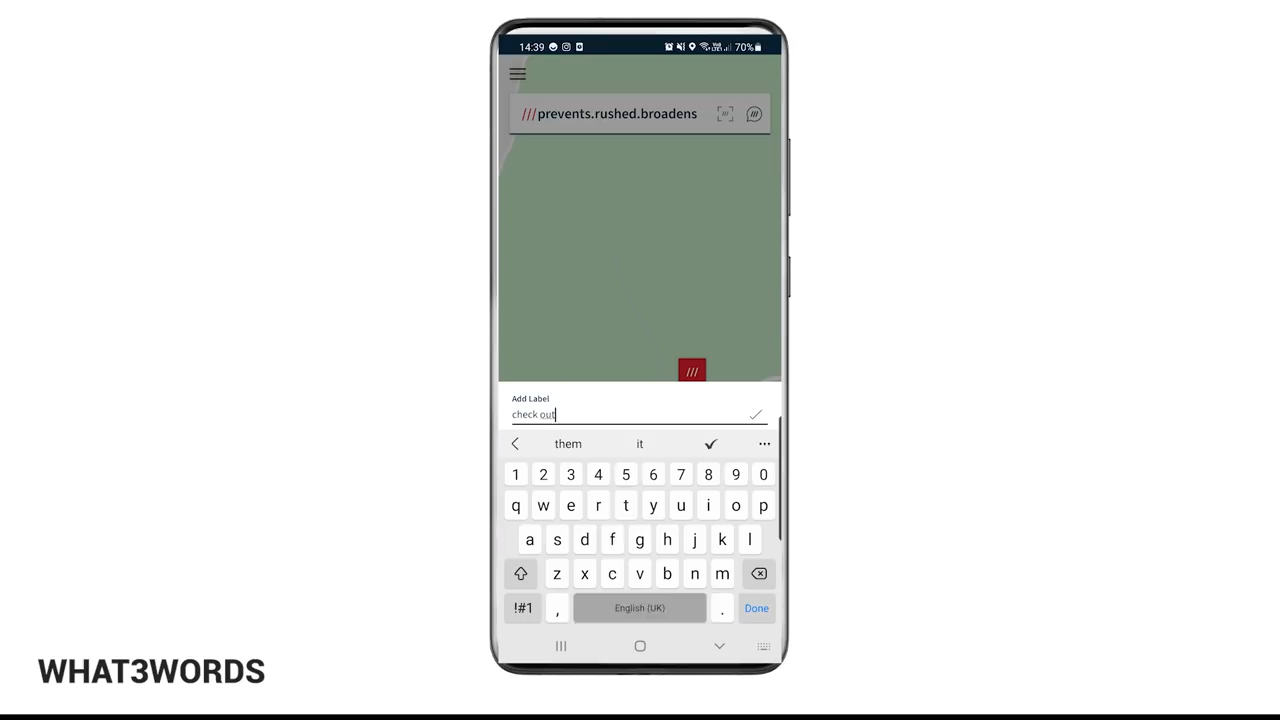 14:39 70%
///prevents.rushed.broadens
///
Add Label
check out
them it
1 2 3 4 5 6 7 8 9 0
q w e r t y u i o p
a s d f g h j k l
z x c v b n m
!#1 , English (UK) . Done
WHAT3WORDS